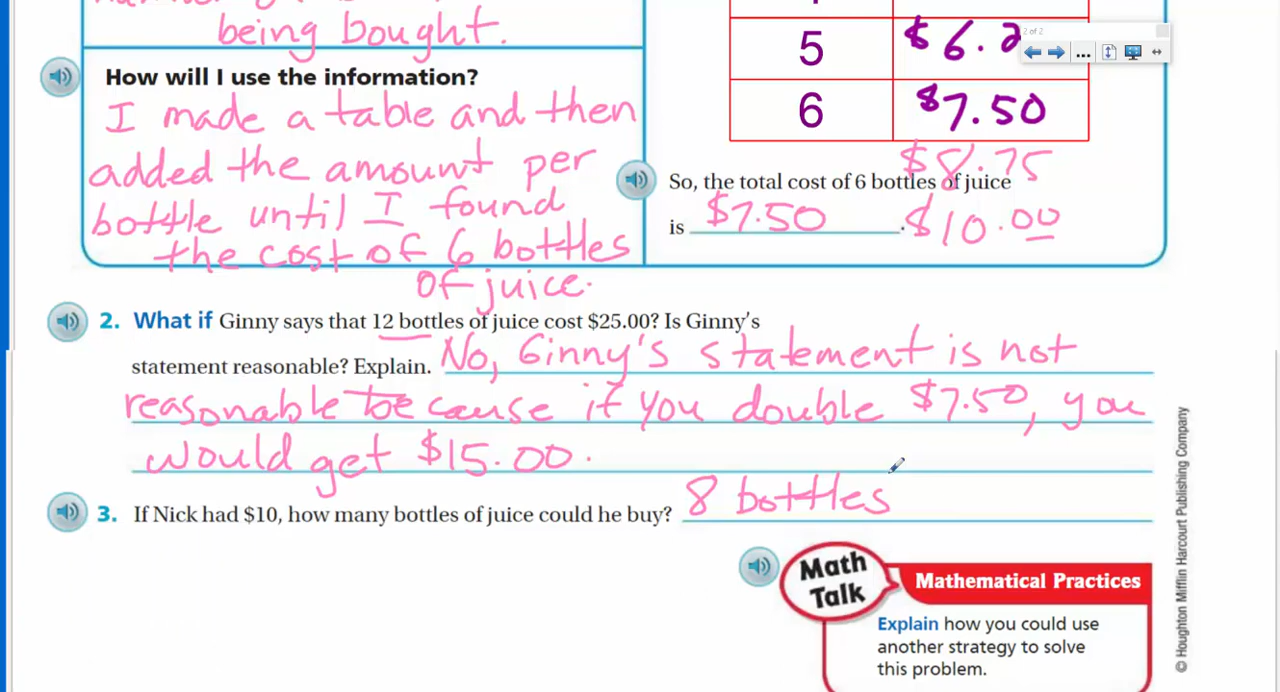 being bought.
How will I use the information?
I made a table and then
added the amount per
bottle until I found
the cost of 6 bottles
of juice.
5 $6.2
6 $7.50
$8.75
So, the total cost of 6 bottles of juice
is $7.50. $10.00
2 of 2
2. What if Ginny says that 12 bottles of juice cost $25.00? Is Ginny's
statement reasonable? Explain. No, Ginny's statement is not
reasonable because if you double $7.50, you
would get $15.00.
3. If Nick had $10, how many bottles of juice could he buy? 8 bottles
Math
Talk
Mathematical Practices
Explain how you could use
another strategy to solve
this problem.
© Houghton Mifflin Harcourt Publishing Company